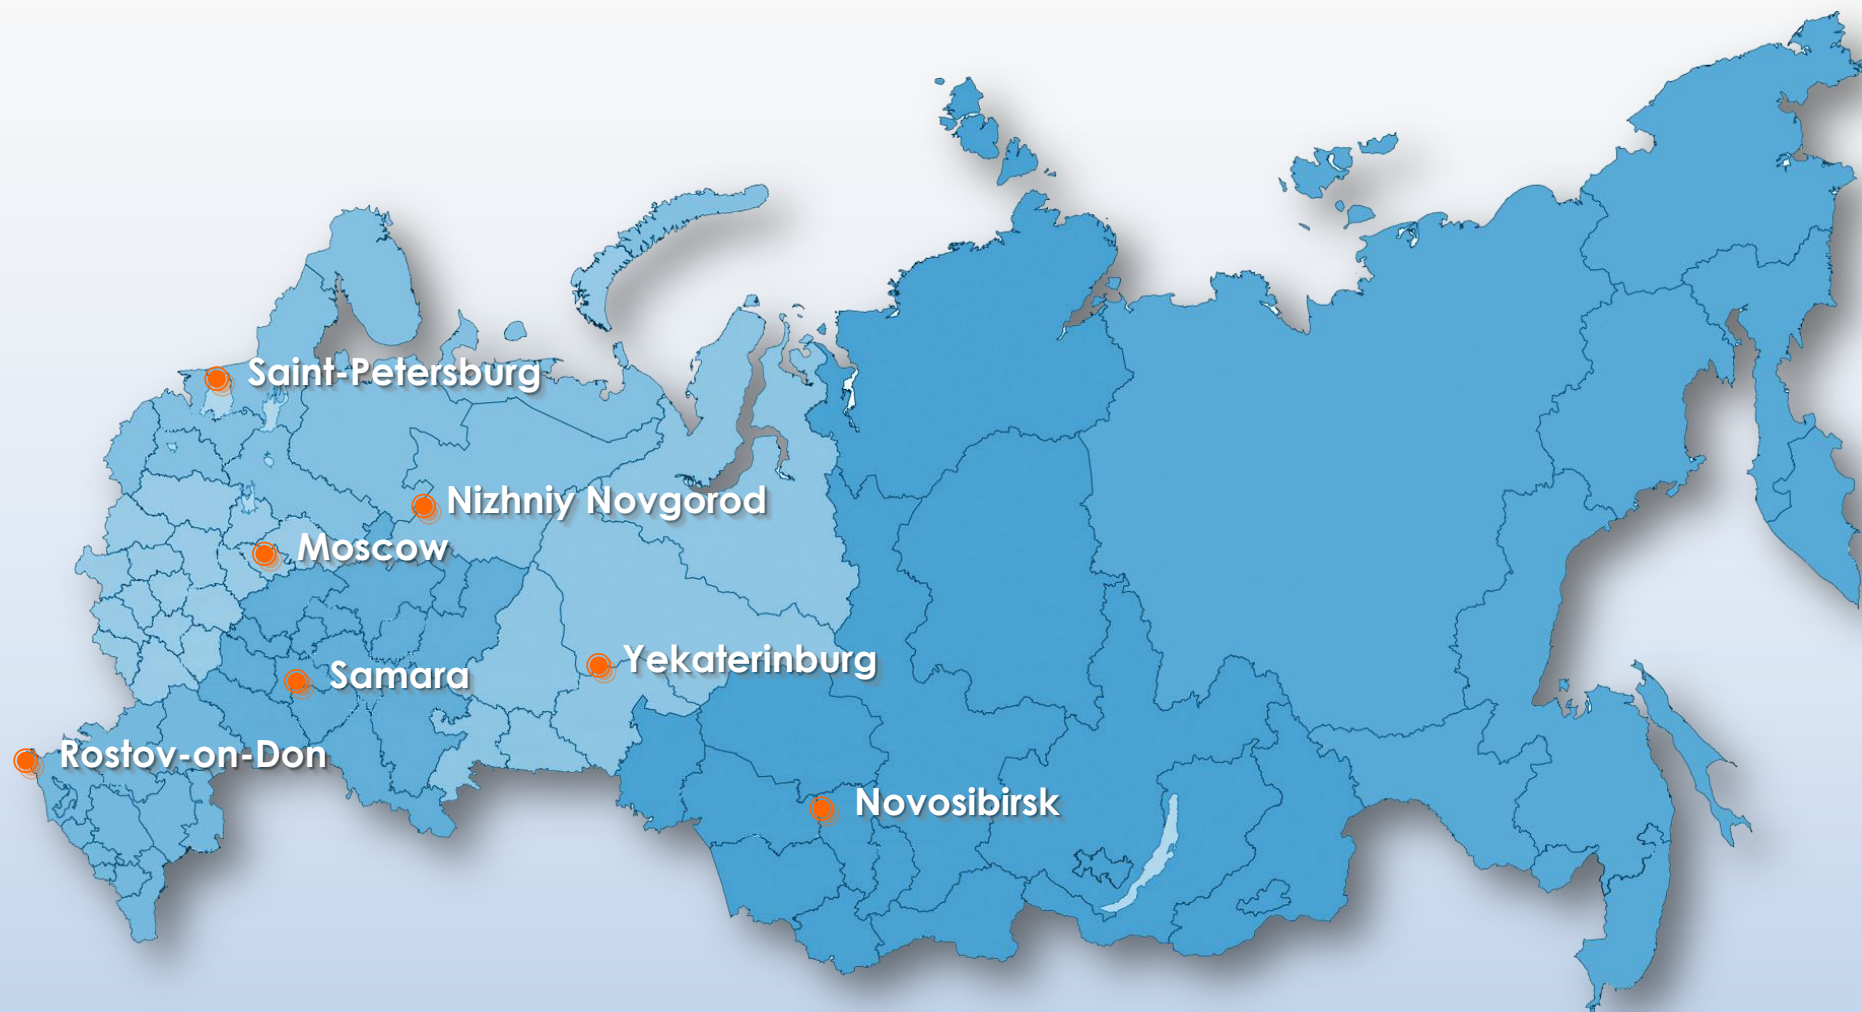 Saint-Petersburg
Nizhniy Novgorod
Moscow
Yekaterinburg
Samara
Rostov-on-Don
Novosibirsk